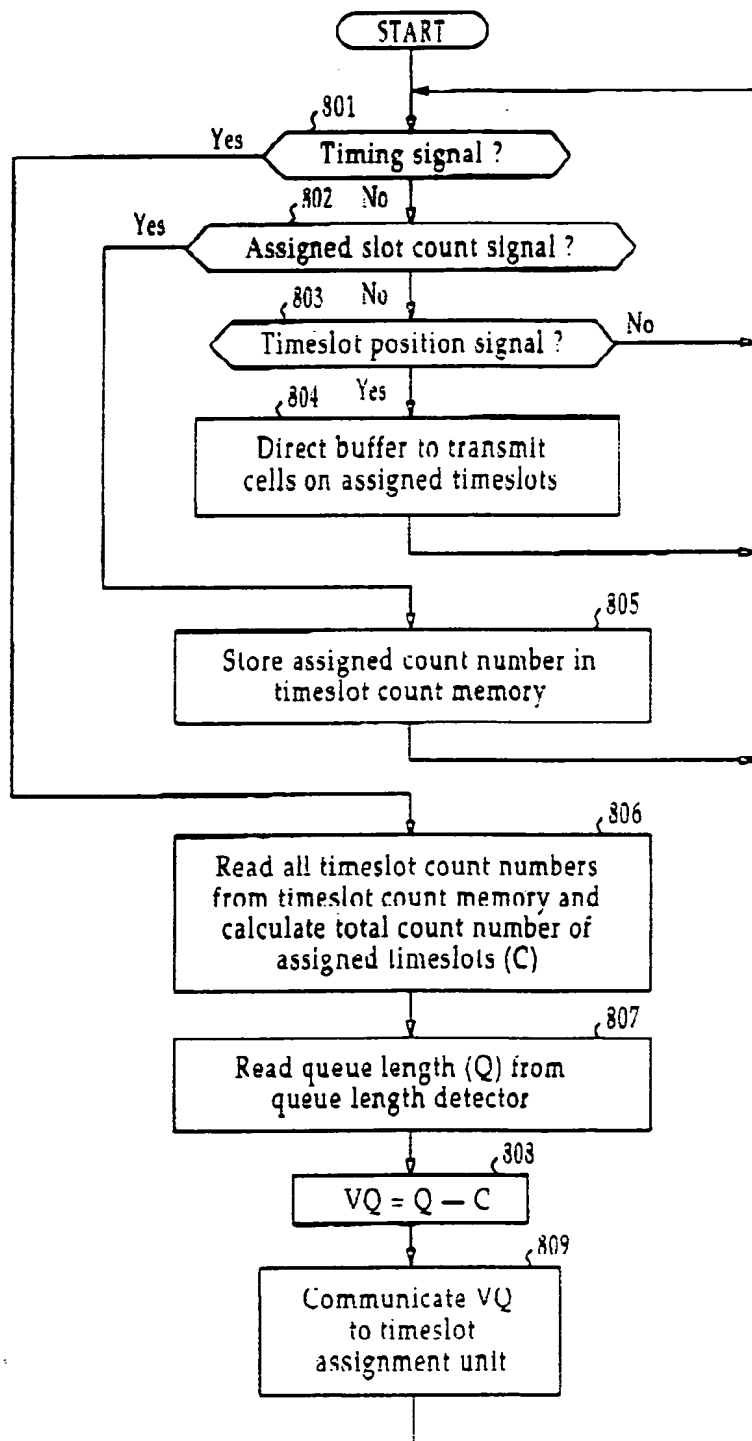 START
801
Yes
Timing signal ?
802
No
Yes
Assigned slot count signal ?
803
No
Timeslot position signal ?
No
804
Yes
Direct buffer to transmit
cells on assigned timeslots
805
Store assigned count number in
timeslot count memory
806
Read all timeslot count numbers
from timeslot count memory and
calculate total count number of
assigned timeslots (C)
807
Read queue length (Q) from
queue length detector
808
VQ = Q — C
809
Communicate VQ
to timeslot
assignment unit